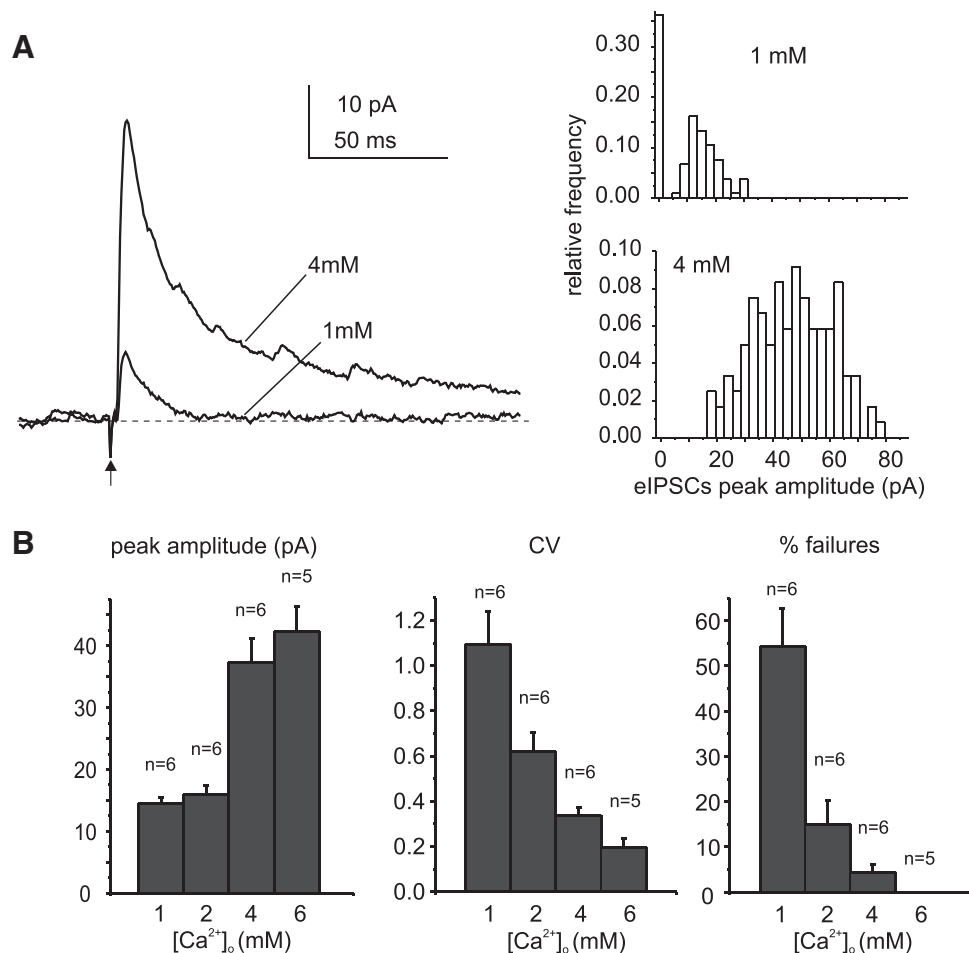 A
10 pA
50 ms
4mM
1mM
relative frequency
0.30
0.20
0.10
0.00
1 mM
0.10
0.08
0.06
0.04
0.02
0.00
4 mM
0 20 40 60 80
eIPSCs peak amplitude (pA)
B
peak amplitude (pA)
40
30
20
10
0
n=6
n=6
n=6
n=5
1 2 4 6
[Ca²⁺]ₒ (mM)
CV
1.2
1.0
0.8
0.6
0.4
0.2
0.0
n=6
n=6
n=6
n=5
1 2 4 6
[Ca²⁺]ₒ (mM)
% failures
60
50
40
30
20
10
0
n=6
n=6
n=6
n=5
1 2 4 6
[Ca²⁺]ₒ (mM)